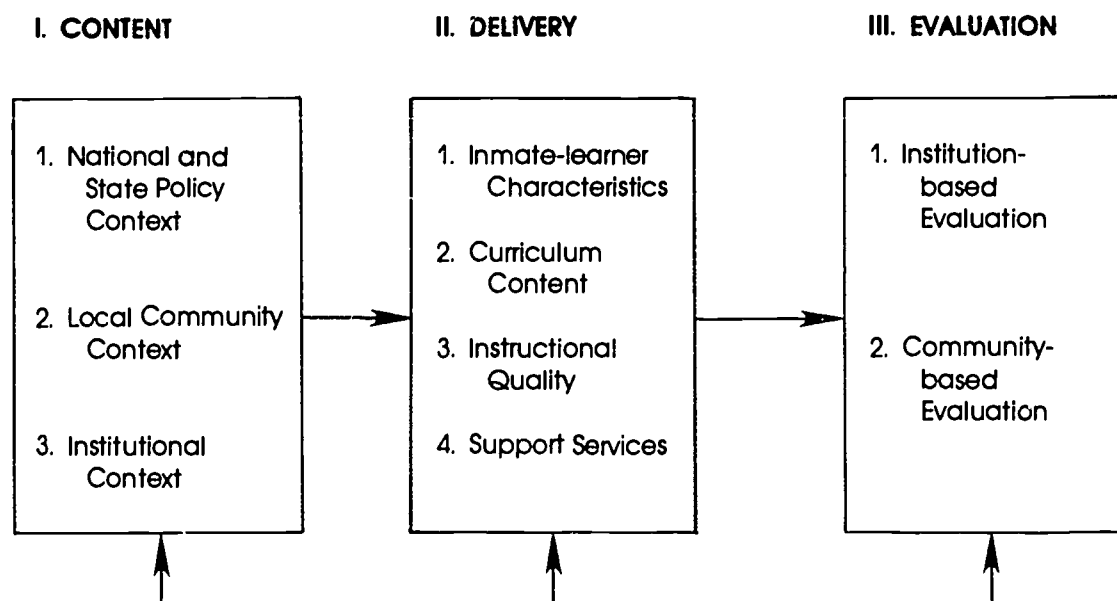 I. CONTENT
1. National and
State Policy
Context
2. Local Community
Context
3. Institutional
Context
II. DELIVERY
1. Inmate-learner
Characteristics
2. Curriculum
Content
3. Instructional
Quality
4. Support Services
III. EVALUATION
1. Institution-
based
Evaluation
2. Community-
based
Evaluation